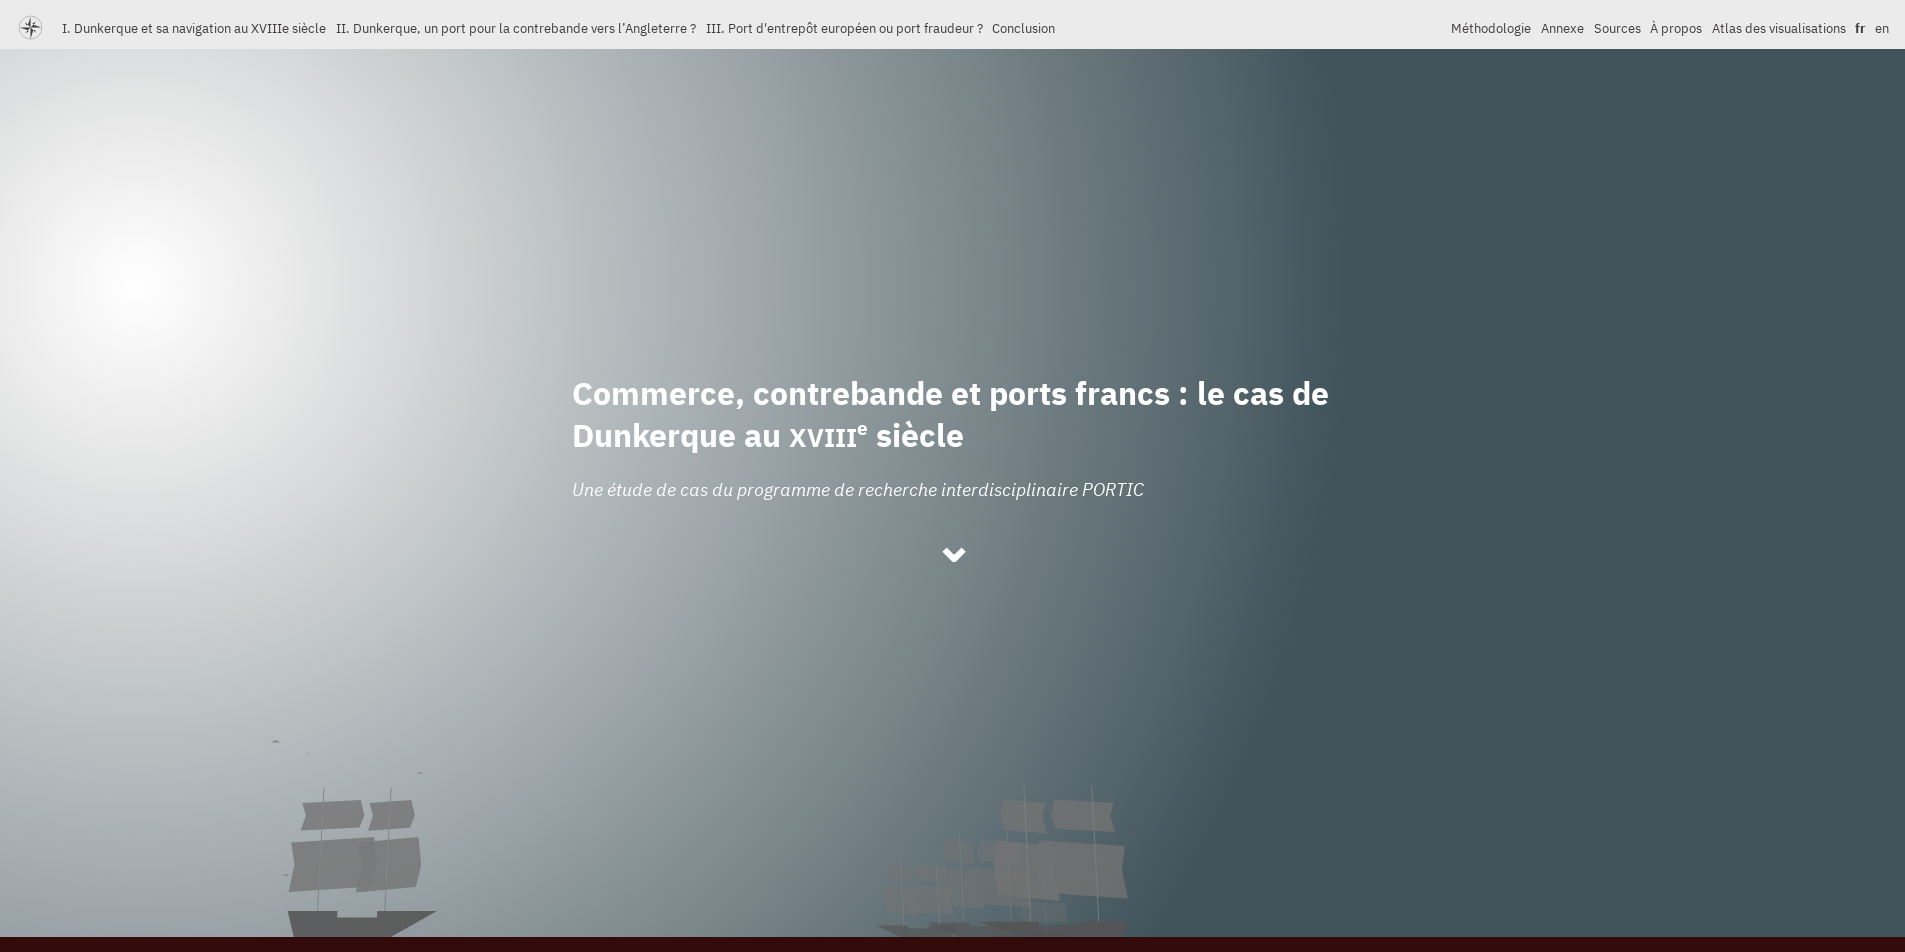 I. Dunkerque et sa navigation au XVIIIe siècle II. Dunkerque, un port pour la contrebande vers l’Angleterre ? III. Port d'entrepôt européen ou port fraudeur ? Conclusion Méthodologie Annexe Sources À propos Atlas des visualisations fr en
Commerce, contrebande et ports francs : le cas de
Dunkerque au XVIIIe siècle
Une étude de cas du programme de recherche interdisciplinaire PORTIC